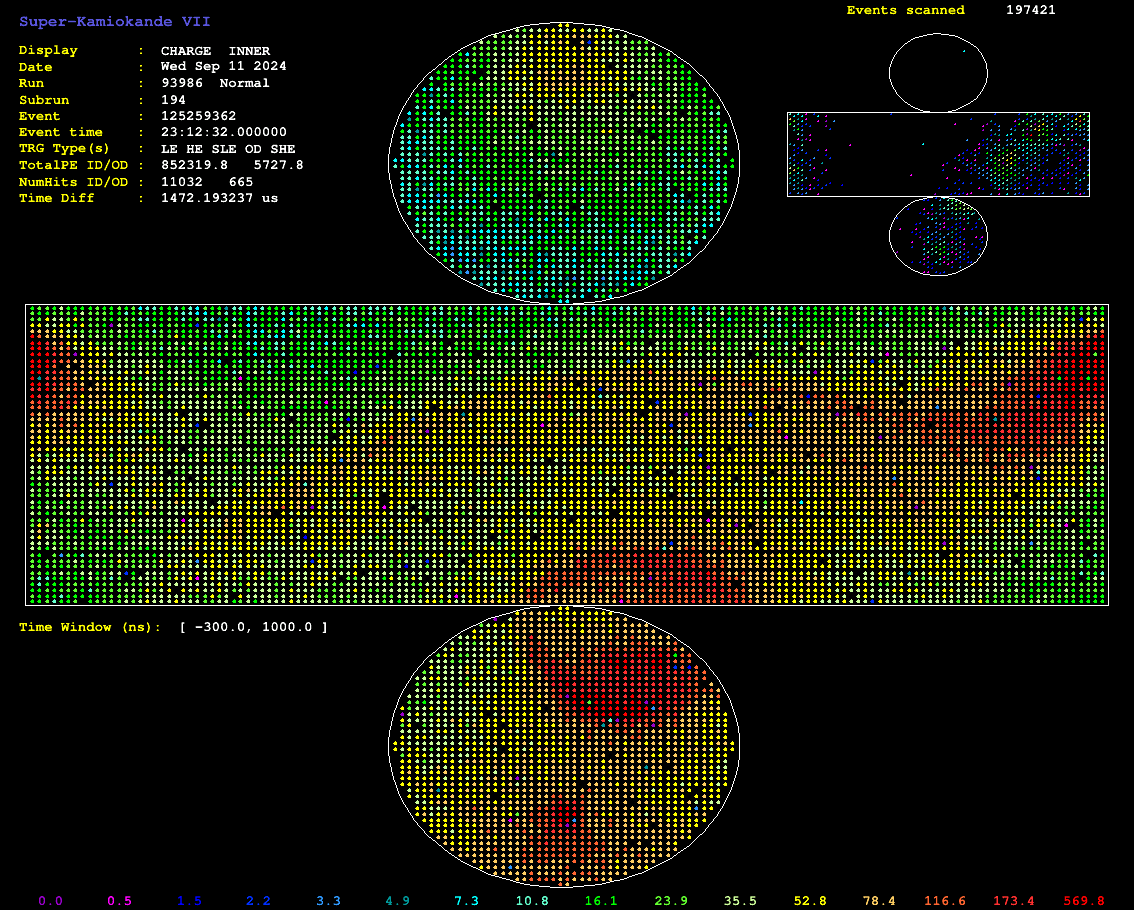 Super-Kamiokande VII
Events scanned 197421
Display : CHARGE INNER
Date : Wed Sep 11 2024
Run : 93986 Normal
Subrun : 194
Event : 125259362
Event time : 23:12:32.000000
TRG Type(s) : LE HE SLE OD SHE
TotalPE ID/OD : 852319.8 5727.8
NumHits ID/OD : 11032 665
Time Diff : 1472.193237 us
Time Window (ns): [ -300.0, 1000.0 ]
0.0 0.5 1.5 2.2 3.3 4.9 7.3 10.8 16.1 23.9 35.5 52.8 78.4 116.6 173.4 569.8